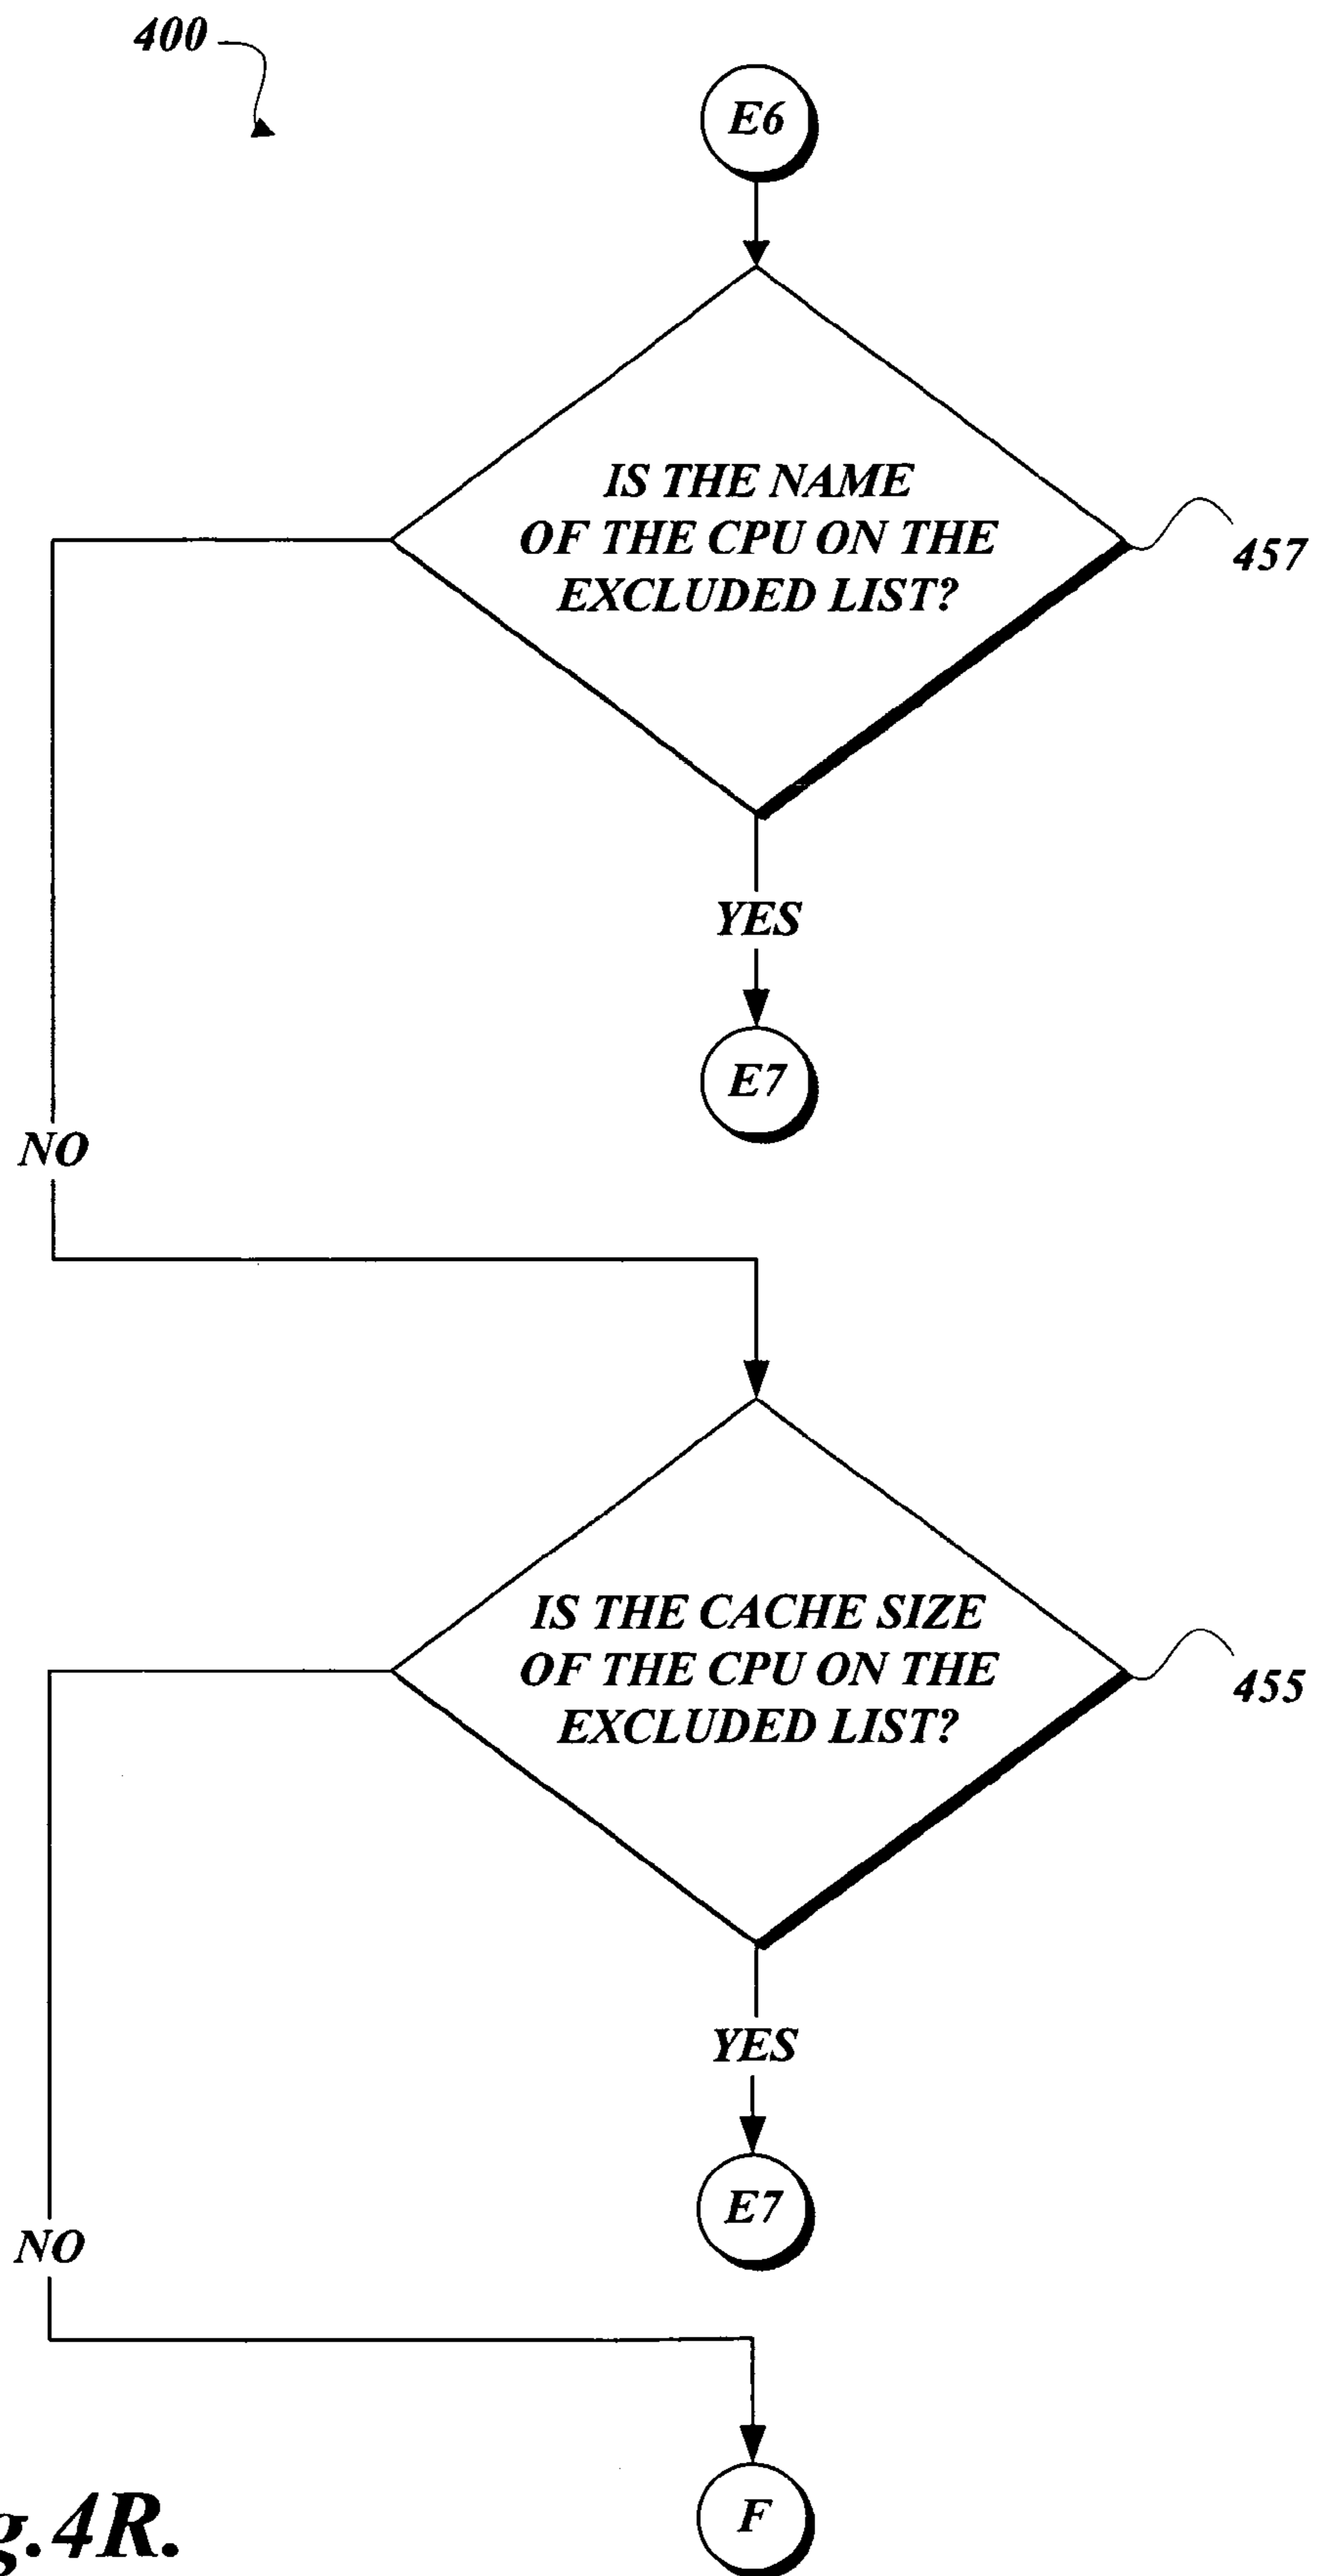 400
E6
IS THE NAME
OF THE CPU ON THE
EXCLUDED LIST?
457
YES
E7
NO
IS THE CACHE SIZE
OF THE CPU ON THE
EXCLUDED LIST?
455
YES
E7
NO
F
g.4R.